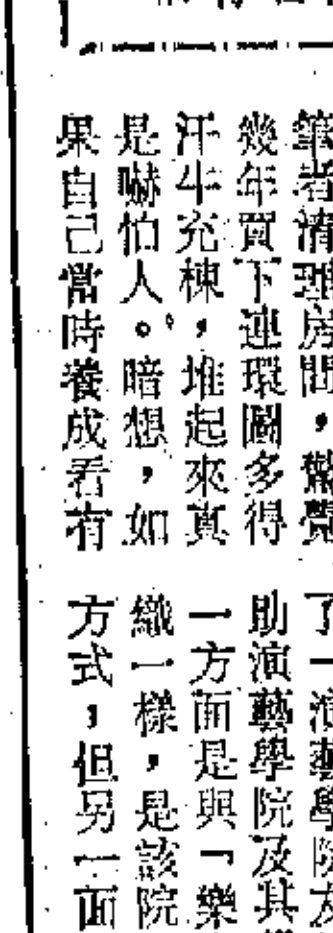 筆者清理房間，驚覺
幾年買下連環圖多得
汗牛充棟，堆起來真
是嚇怕人。暗想，如
果自己當時養成看有
了一演藝學院及
助演藝學院及其
一方面是與「樂
織一樣，是該院
方式，但另一面